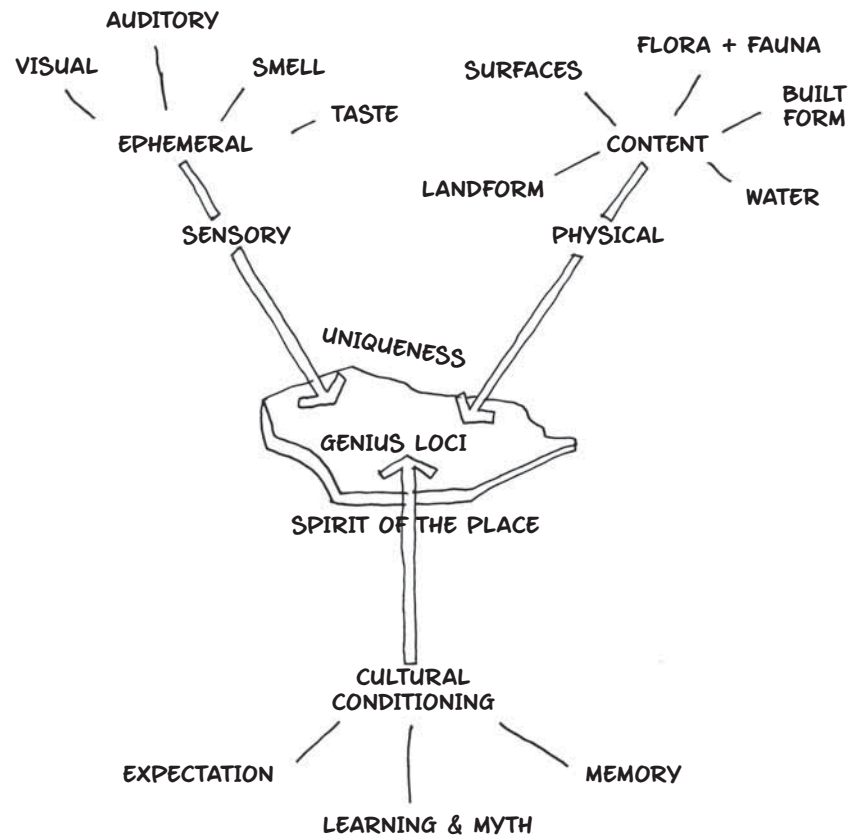 AUDITORY
VISUAL
SMELL
TASTE
EPHEMERAL
SENSORY
FLORA + FAUNA
SURFACES
BUILT
FORM
CONTENT
LANDFORM
WATER
PHYSICAL
UNIQUENESS
GENIUS LOCI
SPIRIT OF THE PLACE
CULTURAL
CONDITIONING
EXPECTATION
MEMORY
LEARNING & MYTH